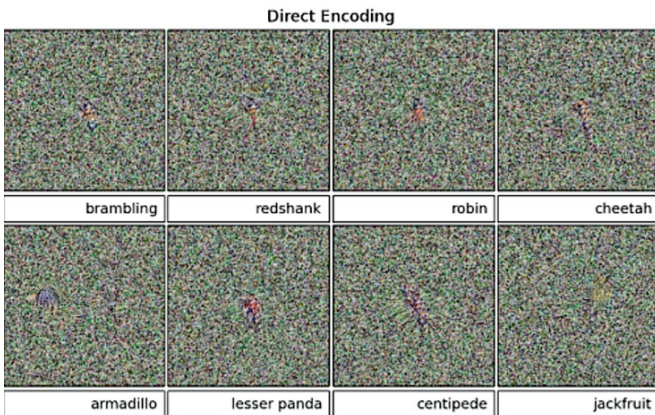 Direct Encoding
brambling
redshank
robin
cheetah
armadillo
lesser panda
centipede
jackfruit